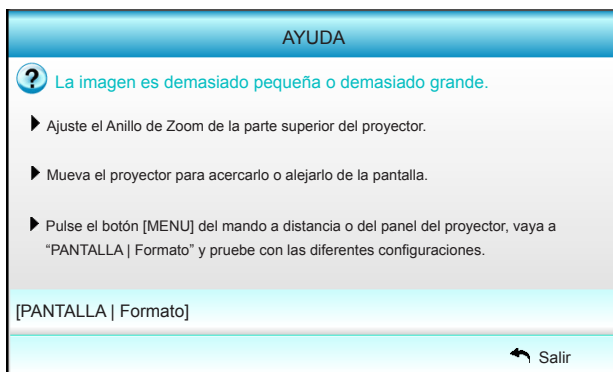 AYUDA
La imagen es demasiado pequeña o demasiado grande.
Ajuste el Anillo de Zoom de la parte superior del proyector.
Mueva el proyector para acercarlo o alejarlo de la pantalla.
Pulse el botón [MENU] del mando a distancia o del panel del proyector, vaya a
“PANTALLA | Formato” y pruebe con las diferentes configuraciones.
[PANTALLA | Formato]
Salir